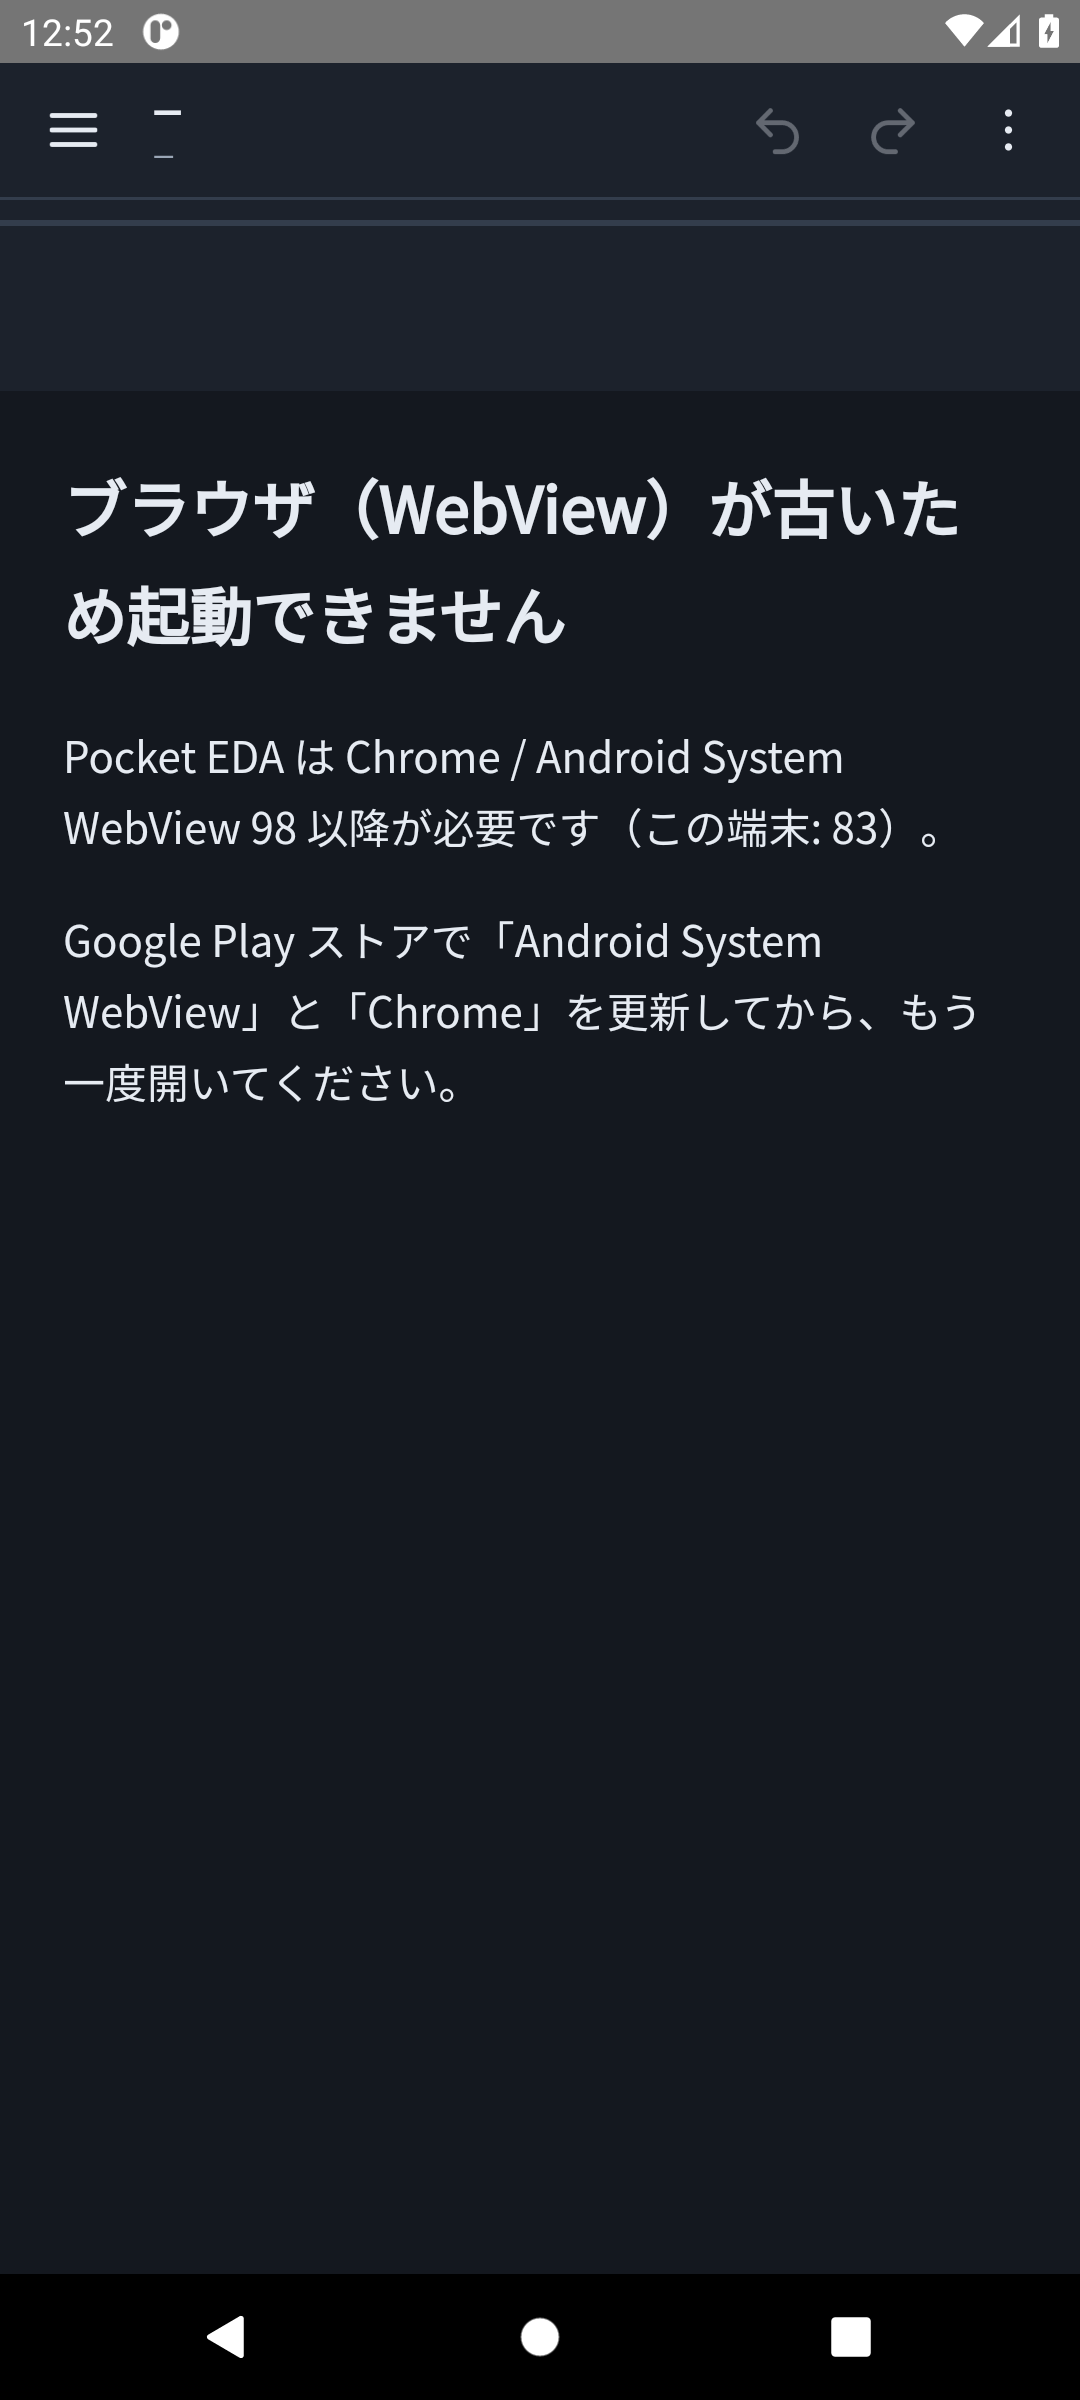 12:52
–
–
ブラウザ（WebView）が古いた
め起動できません
Pocket EDA は Chrome / Android System
WebView 98 以降が必要です（この端末: 83）。
Google Play ストアで「Android System
WebView」と「Chrome」を更新してから、もう
一度開いてください。